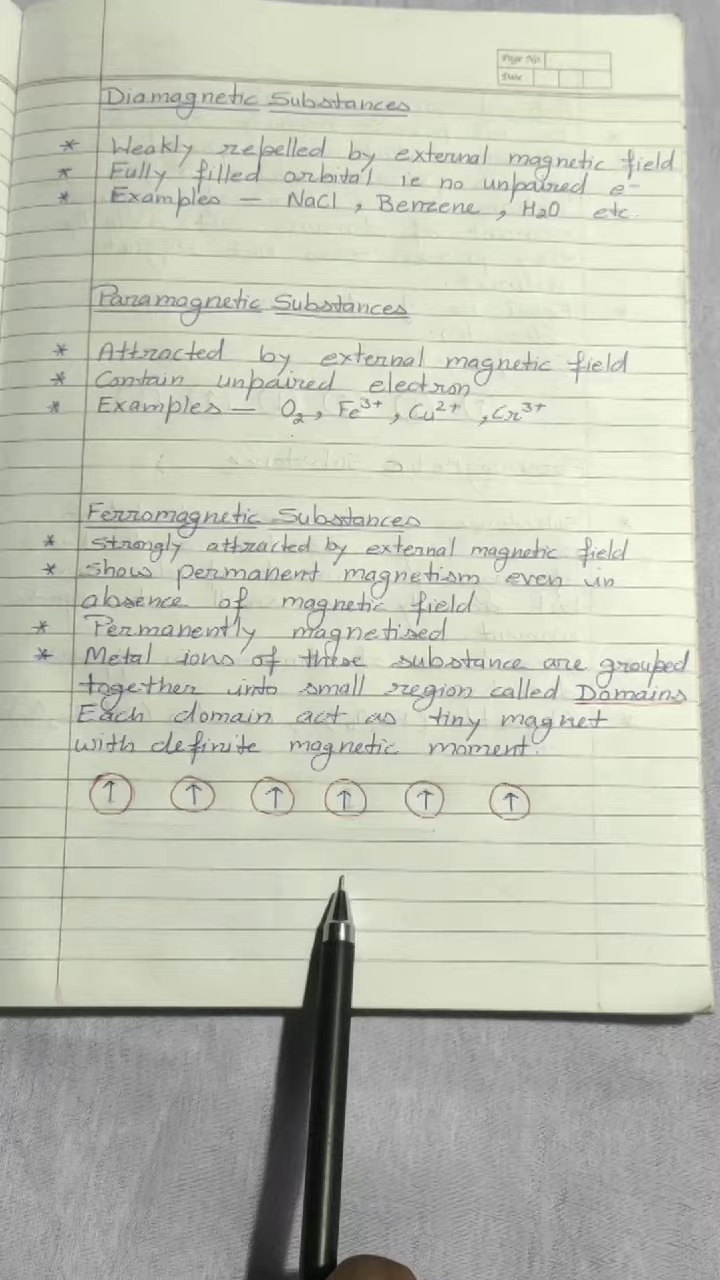 Page No.
Date
Diamagnetic Substances
* Weakly repelled by external magnetic field
* Fully filled orbital ie no unpaired e-
* Examples - NaCl, Benzene, H2O etc.
Paramagnetic Substances
* Attracted by external magnetic field
* Contain unpaired electron
* Examples - O2, Fe3+, Cu2+, Cr3+
Ferromagnetic Substances
* Strongly attracted by external magnetic field
* Show permanent magnetism even in
absence of magnetic field
* Permanently magnetised
* Metal ions of these substance are grouped
together into small region called Domains
Each domain act as tiny magnet
with definite magnetic moment.
↑ ↑ ↑ ↑ ↑ ↑